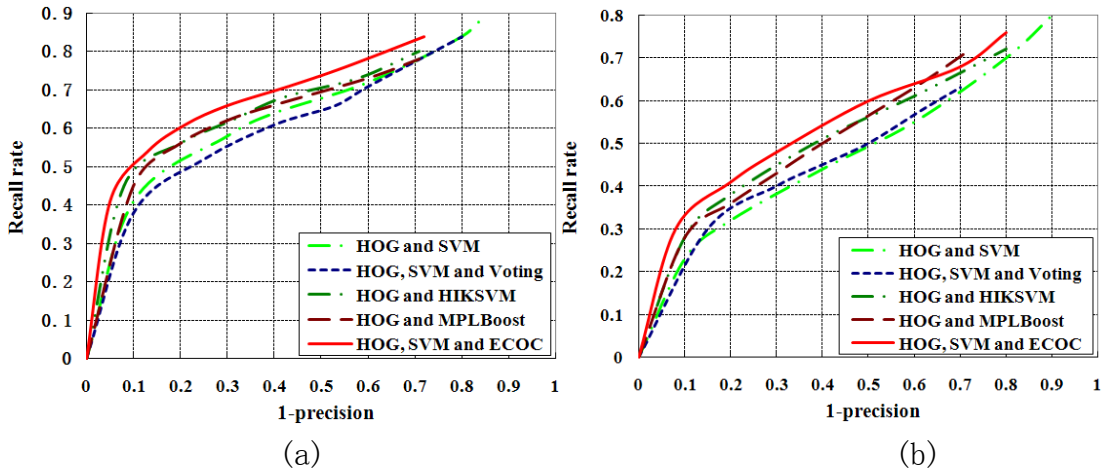 0.9
0.8
0.7
0.6
0.5
0.4
0.3
0.2
0.1
0
Recall rate
HOG and SVM
HOG, SVM and Voting
HOG and HIKSVM
HOG and MPLBoost
HOG, SVM and ECOC
0 0.1 0.2 0.3 0.4 0.5 0.6 0.7 0.8 0.9 1
1-precision
(a)
0.8
0.7
0.6
0.5
0.4
0.3
0.2
0.1
0
Recall rate
HOG and SVM
HOG, SVM and Voting
HOG and HIKSVM
HOG and MPLBoost
HOG, SVM and ECOC
0 0.1 0.2 0.3 0.4 0.5 0.6 0.7 0.8 0.9 1
1-precision
(b)